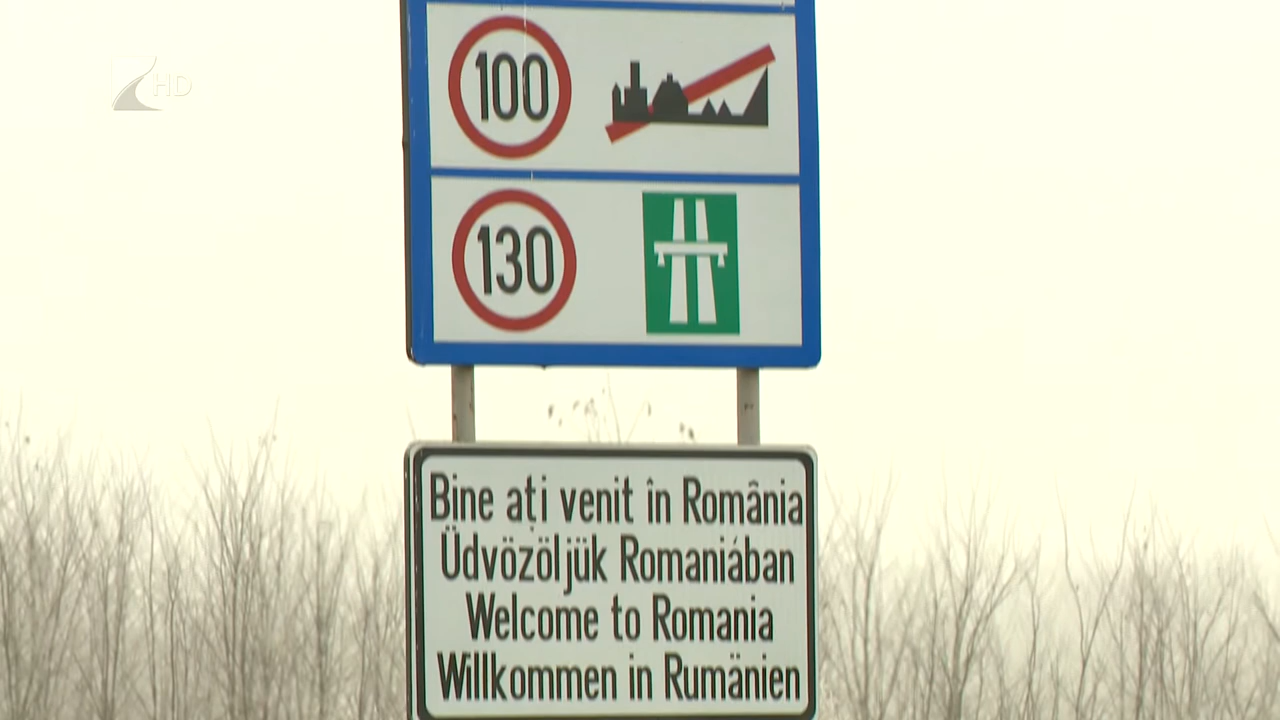 HD
100
130
Bine ați venit în România
Üdvözöljük Romaniában
Welcome to Romania
Willkommen in Rumänien